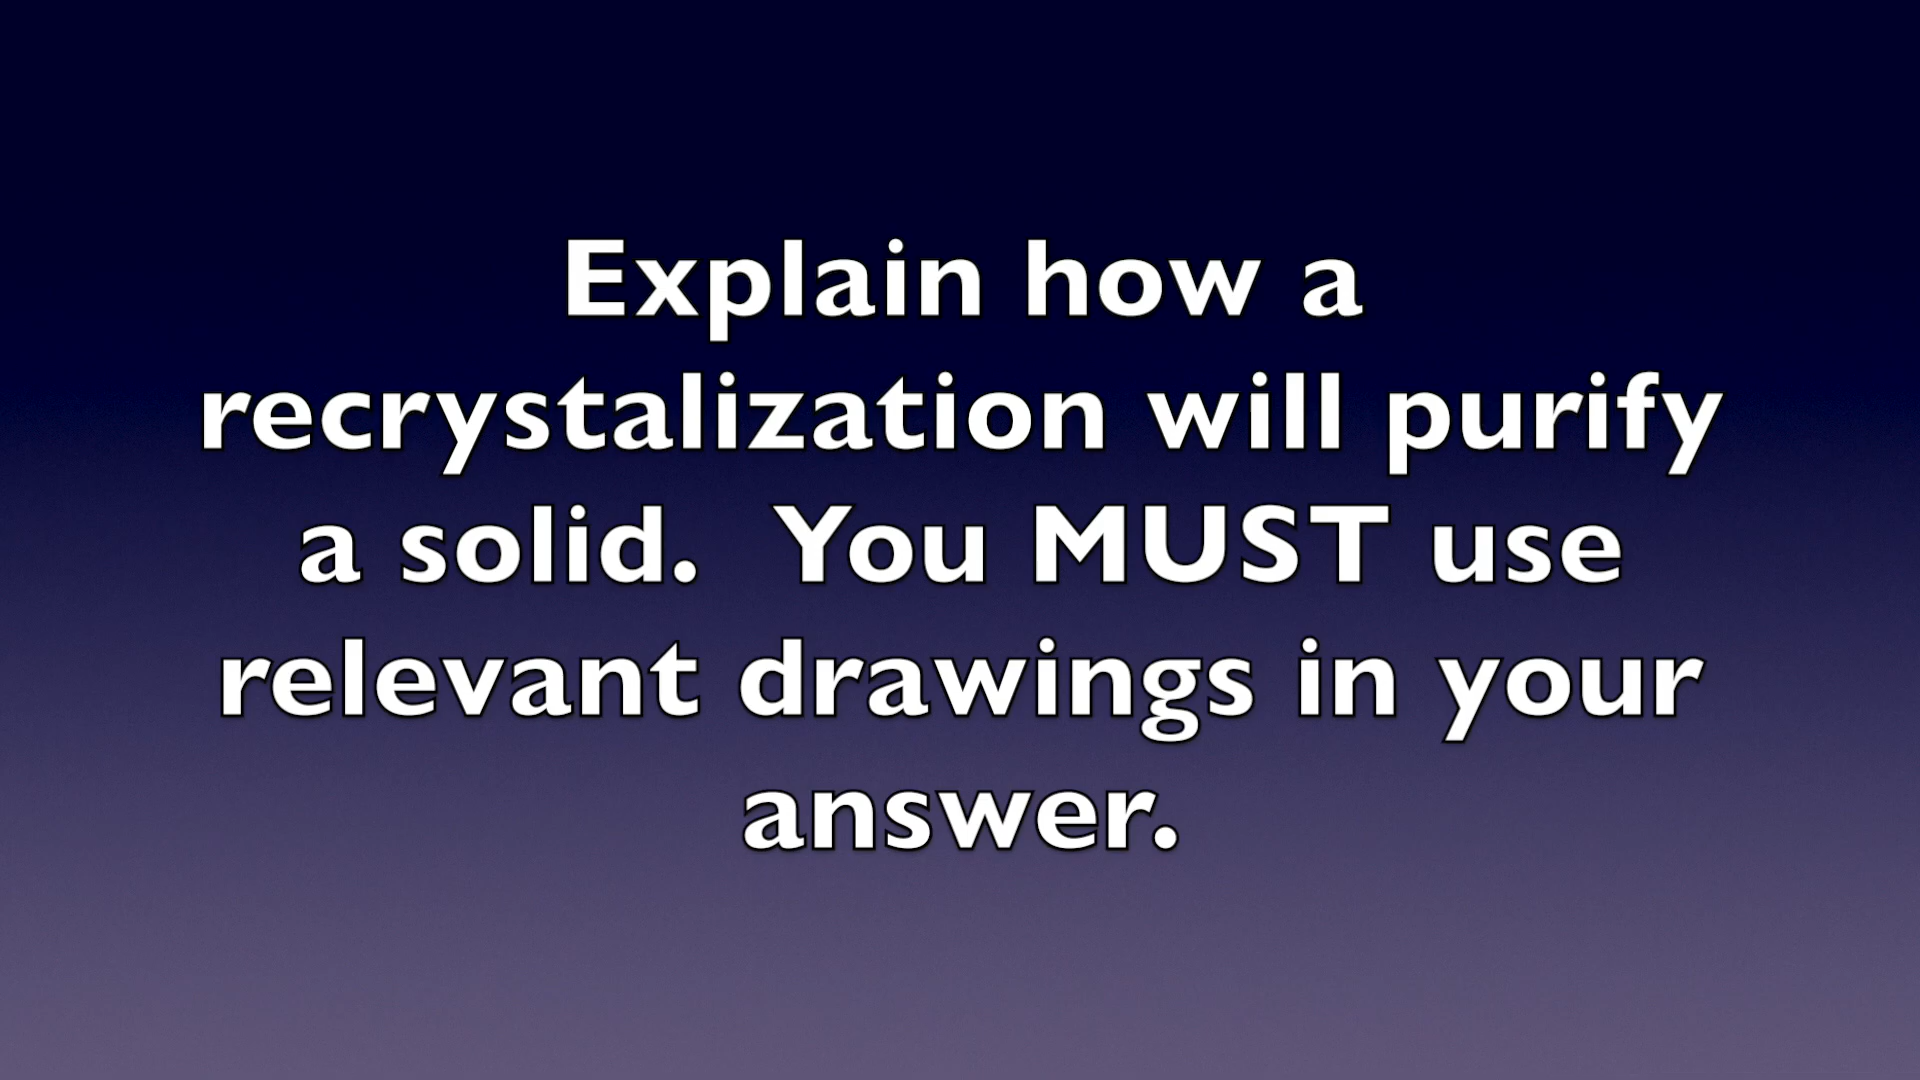 Explain how a
recrystalization will purify
a solid.  You MUST use
relevant drawings in your
answer.